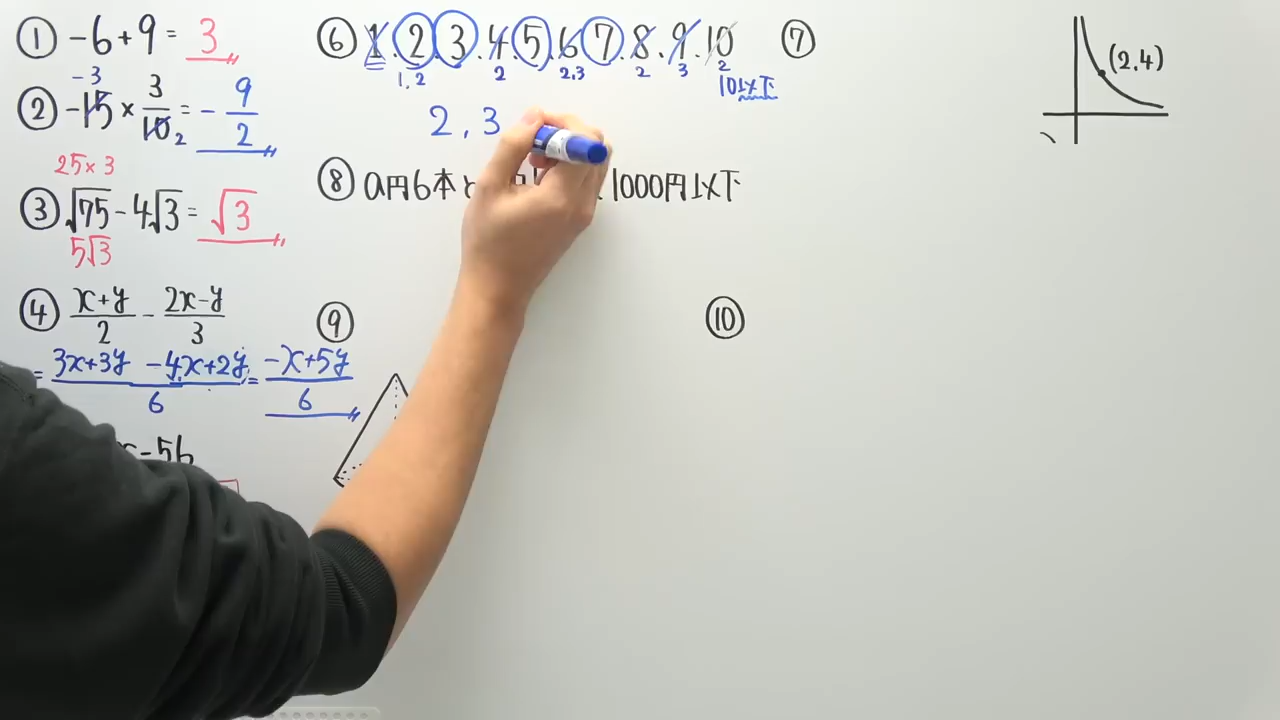 ① -6+9= 3
-3
② -15 × 3/10 = -9/2
2
25×3
③ √75 - 4√3 = √3
5√3
④ x+y/2 - 2x-y/3
= 3x+3y -4x+2y/6 = -x+5y/6
x-56
⑥ 1.2.3.4.5.6.7.8.9.10
1,2 2 2,3 2 3 2
10以下
2,3
⑦
(2.4)
⑧ a円6本と 1000円以下
⑨
⑩